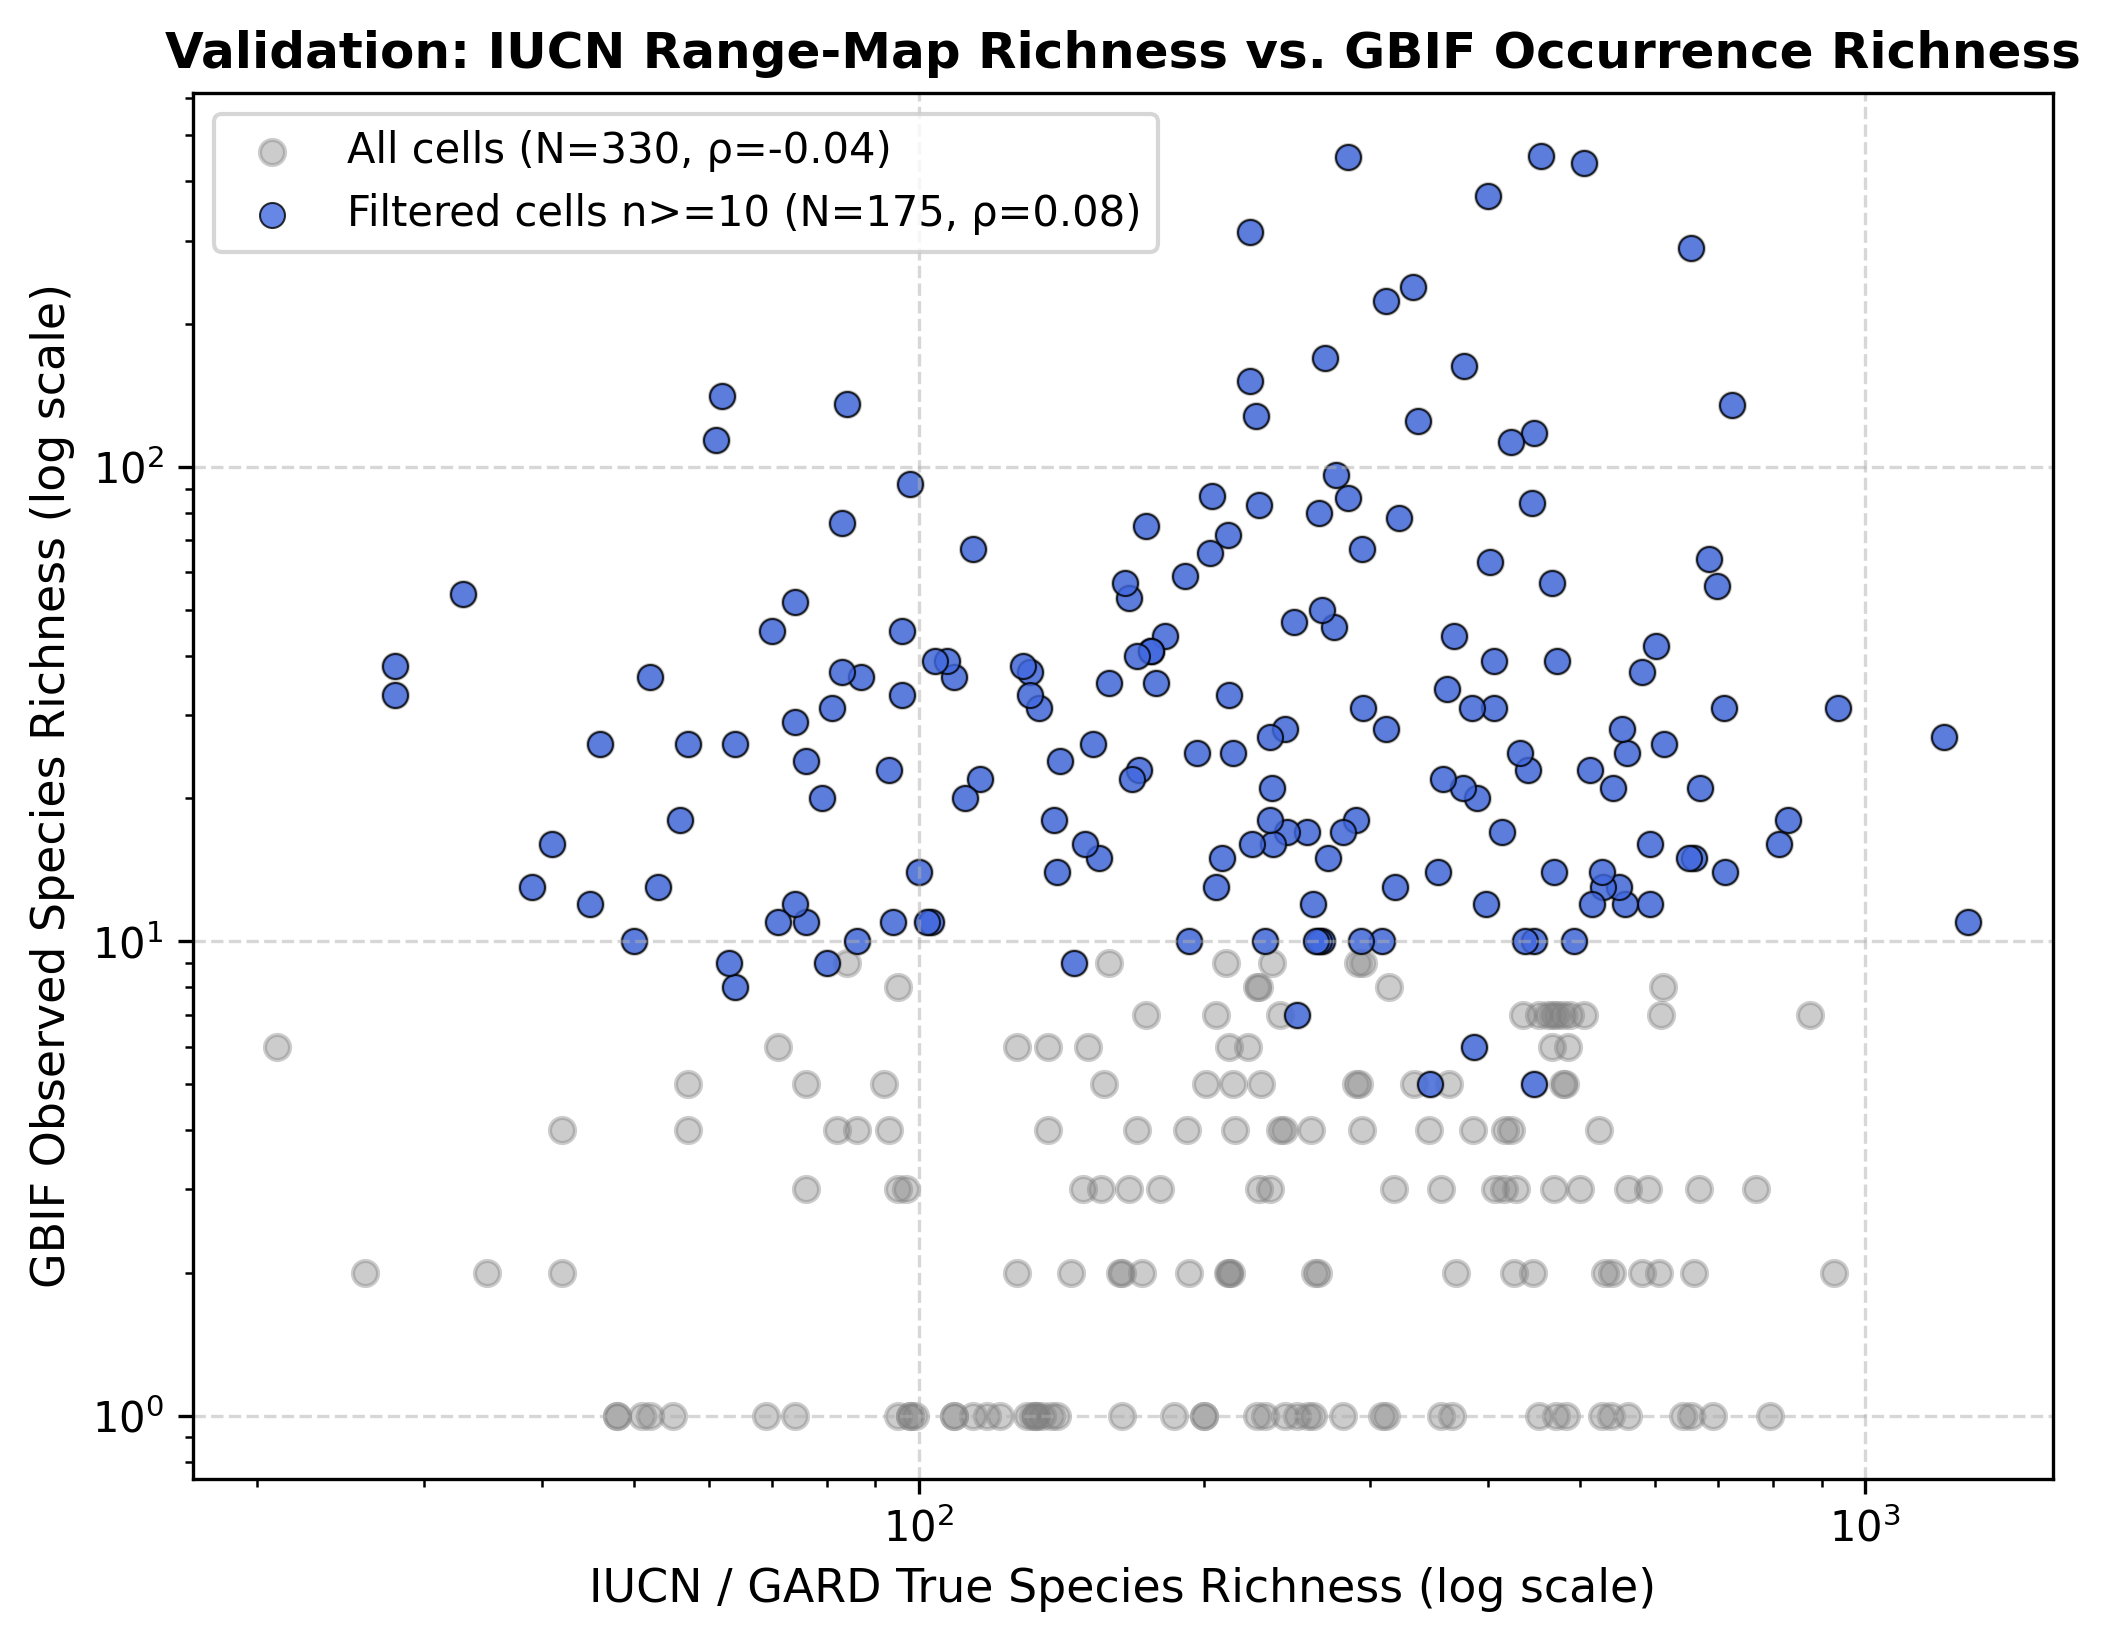 Validation: IUCN Range-Map Richness vs. GBIF Occurrence Richness
All cells (N=330, ρ=-0.04)
Filtered cells n>=10 (N=175, ρ=0.08)
GBIF Observed Species Richness (log scale)
10²
10¹
10⁰
10² 10³
IUCN / GARD True Species Richness (log scale)